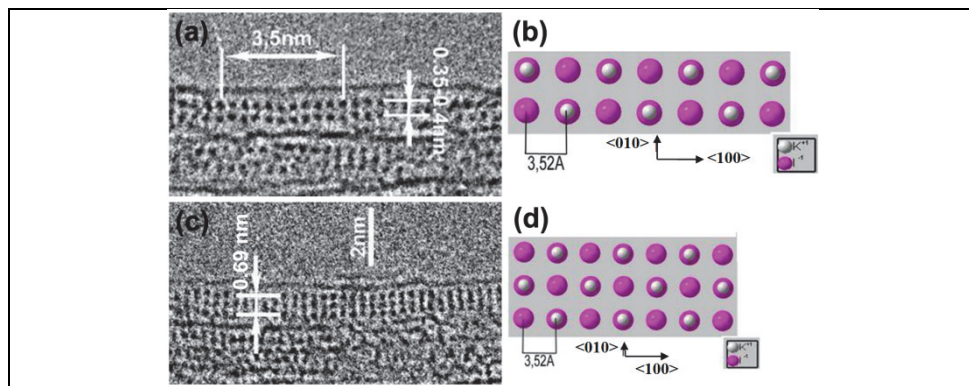 (a)
3,5nm
0.35-0.4nm
(b)
<010>
<100>
3,52A
K⁺¹
I⁻¹
(c)
0.69 nm
2nm
(d)
<010>
<100>
3,52A
K⁺¹
I⁻¹